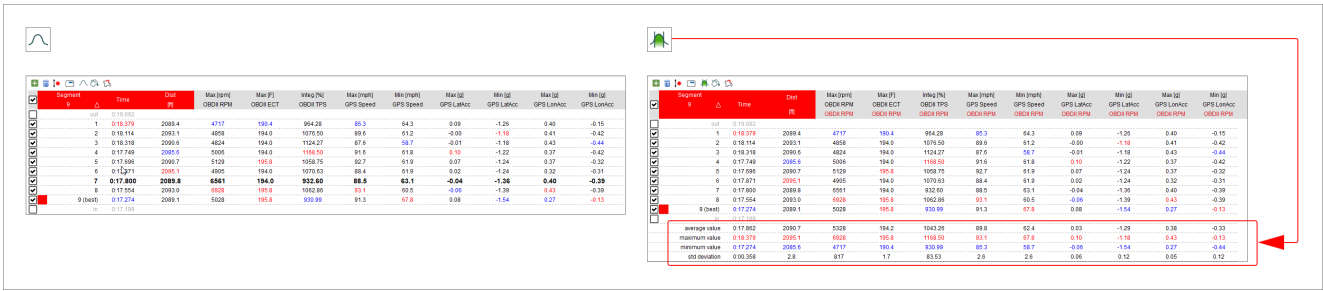 Segment Time Dist Max [rpm] Max [F] Integ [%] Max [mph] Min [mph] Max [g] Min [g] Max [g] Min [g]
9 △ [ft] OBDII RPM OBDII ECT OBDII TPS GPS Speed GPS Speed GPS LatAcc GPS LatAcc GPS LonAcc GPS LonAcc
out 0:19.092
1 0:18.379 2089.4 4717 190.4 964.28 85.3 64.3 0.09 -1.26 0.40 -0.15
2 0:18.114 2093.1 4858 194.0 1076.50 89.6 61.2 -0.00 -1.18 0.41 -0.42
3 0:18.318 2090.6 4824 194.0 1124.27 87.6 58.7 -0.01 -1.18 0.43 -0.44
4 0:17.749 2085.6 5006 194.0 1168.50 91.6 61.8 0.10 -1.22 0.37 -0.42
5 0:17.696 2090.7 5129 195.8 1058.75 92.7 61.9 0.07 -1.24 0.37 -0.32
6 0:17.871 2095.1 4905 194.0 1070.63 88.4 61.9 0.02 -1.24 0.32 -0.31
7 0:17.800 2089.8 6561 194.0 932.60 88.5 63.1 -0.04 -1.36 0.40 -0.39
8 0:17.554 2093.0 6928 195.8 1062.86 93.1 60.5 -0.06 -1.39 0.43 -0.39
9 (best) 0:17.274 2089.1 5028 195.8 930.99 91.3 67.8 0.08 -1.54 0.27 -0.13
in 0:17.199
Segment Time Dist Max [rpm] Max [F] Integ [%] Max [mph] Min [mph] Max [g] Min [g] Max [g] Min [g]
9 △ [ft] OBDII RPM OBDII ECT OBDII TPS GPS Speed GPS Speed GPS LatAcc GPS LatAcc GPS LonAcc GPS LonAcc
OBDII RPM OBDII RPM OBDII RPM OBDII RPM OBDII RPM OBDII RPM OBDII RPM OBDII RPM OBDII RPM
out 0:19.092
1 0:18.379 2089.4 4717 190.4 964.28 85.3 64.3 0.09 -1.26 0.40 -0.15
2 0:18.114 2093.1 4858 194.0 1076.50 89.6 61.2 -0.00 -1.18 0.41 -0.42
3 0:18.318 2090.6 4824 194.0 1124.27 87.6 58.7 -0.01 -1.18 0.43 -0.44
4 0:17.749 2085.6 5006 194.0 1168.50 91.6 61.8 0.10 -1.22 0.37 -0.42
5 0:17.696 2090.7 5129 195.8 1058.75 92.7 61.9 0.07 -1.24 0.37 -0.32
6 0:17.871 2095.1 4905 194.0 1070.63 88.4 61.9 0.02 -1.24 0.32 -0.31
7 0:17.800 2089.8 6561 194.0 932.60 88.5 63.1 -0.04 -1.36 0.40 -0.39
8 0:17.554 2093.0 6928 195.8 1062.86 93.1 60.5 -0.06 -1.39 0.43 -0.39
9 (best) 0:17.274 2089.1 5028 195.8 930.99 91.3 67.8 0.08 -1.54 0.27 -0.13
in 0:17.199
average value 0:17.862 2090.7 5328 194.2 1043.26 89.8 62.4 0.03 -1.29 0.38 -0.33
maximum value 0:18.379 2095.1 6928 195.8 1168.50 93.1 67.8 0.10 -1.18 0.43 -0.13
minimum value 0:17.274 2085.6 4717 190.4 930.99 85.3 58.7 -0.06 -1.54 0.27 -0.44
std deviation 0:00.358 2.8 817 1.7 83.53 2.6 2.6 0.06 0.12 0.05 0.12